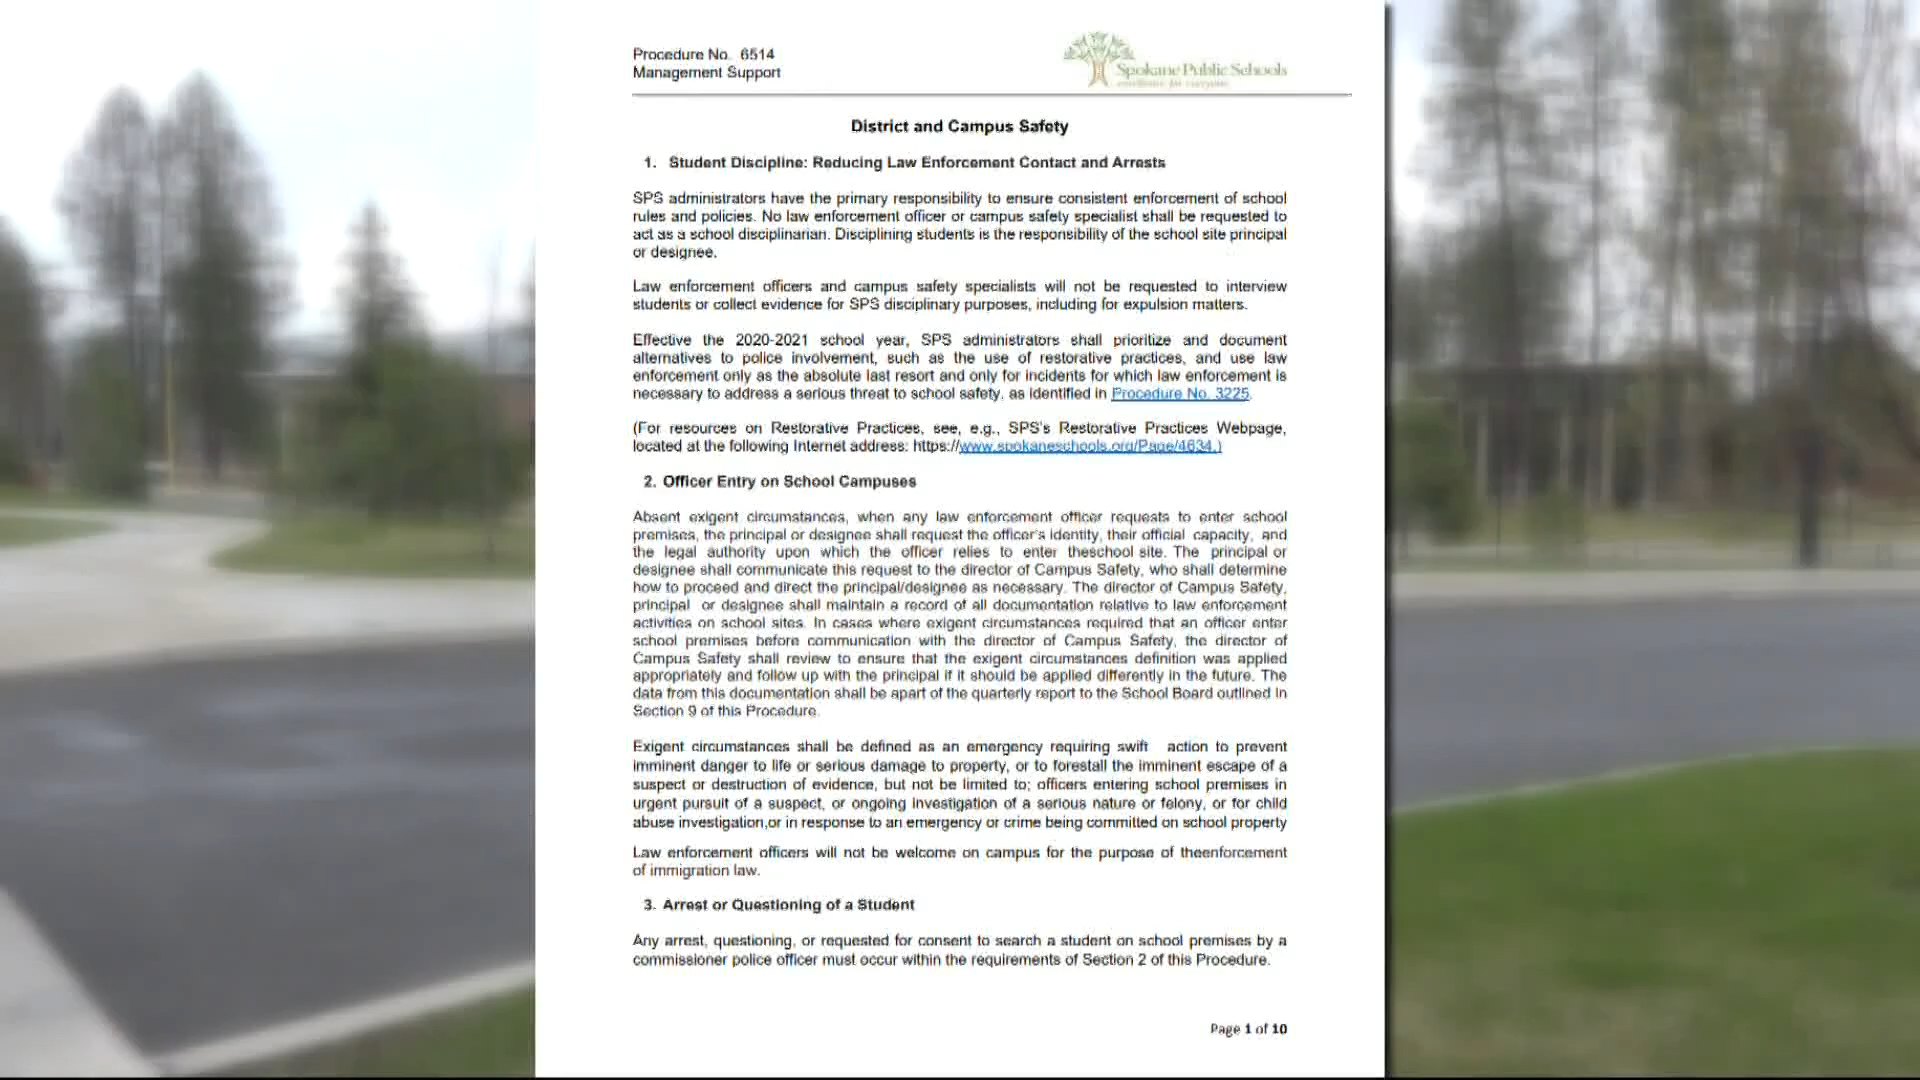 Procedure No. 6514
Management Support
Spokane Public Schools
excellence for everyone
District and Campus Safety
1. Student Discipline: Reducing Law Enforcement Contact and Arrests
SPS administrators have the primary responsibility to ensure consistent enforcement of school
rules and policies. No law enforcement officer or campus safety specialist shall be requested to
act as a school disciplinarian. Disciplining students is the responsibility of the school site principal
or designee.
Law enforcement officers and campus safety specialists will not be requested to interview
students or collect evidence for SPS disciplinary purposes, including for expulsion matters.
Effective the 2020-2021 school year, SPS administrators shall prioritize and document
alternatives to police involvement, such as the use of restorative practices, and use law
enforcement only as the absolute last resort and only for incidents for which law enforcement is
necessary to address a serious threat to school safety, as identified in Procedure No. 3225.
(For resources on Restorative Practices, see, e.g., SPS's Restorative Practices Webpage,
located at the following Internet address: https://www.spokaneschools.org/Page/4634.)
2. Officer Entry on School Campuses
Absent exigent circumstances, when any law enforcement officer requests to enter school
premises, the principal or designee shall request the officer's identity, their official capacity, and
the legal authority upon which the officer relies to enter theschool site. The principal or
designee shall communicate this request to the director of Campus Safety, who shall determine
how to proceed and direct the principal/designee as necessary. The director of Campus Safety,
principal or designee shall maintain a record of all documentation relative to law enforcement
activities on school sites. In cases where exigent circumstances required that an officer enter
school premises before communication with the director of Campus Safety, the director of
Campus Safety shall review to ensure that the exigent circumstances definition was applied
appropriately and follow up with the principal if it should be applied differently in the future. The
data from this documentation shall be apart of the quarterly report to the School Board outlined in
Section 9 of this Procedure.
Exigent circumstances shall be defined as an emergency requiring swift action to prevent
imminent danger to life or serious damage to property, or to forestall the imminent escape of a
suspect or destruction of evidence, but not be limited to; officers entering school premises in
urgent pursuit of a suspect, or ongoing investigation of a serious nature or felony, or for child
abuse investigation,or in response to an emergency or crime being committed on school property
Law enforcement officers will not be welcome on campus for the purpose of theenforcement
of immigration law.
3. Arrest or Questioning of a Student
Any arrest, questioning, or requested for consent to search a student on school premises by a
commissioner police officer must occur within the requirements of Section 2 of this Procedure.
Page 1 of 10